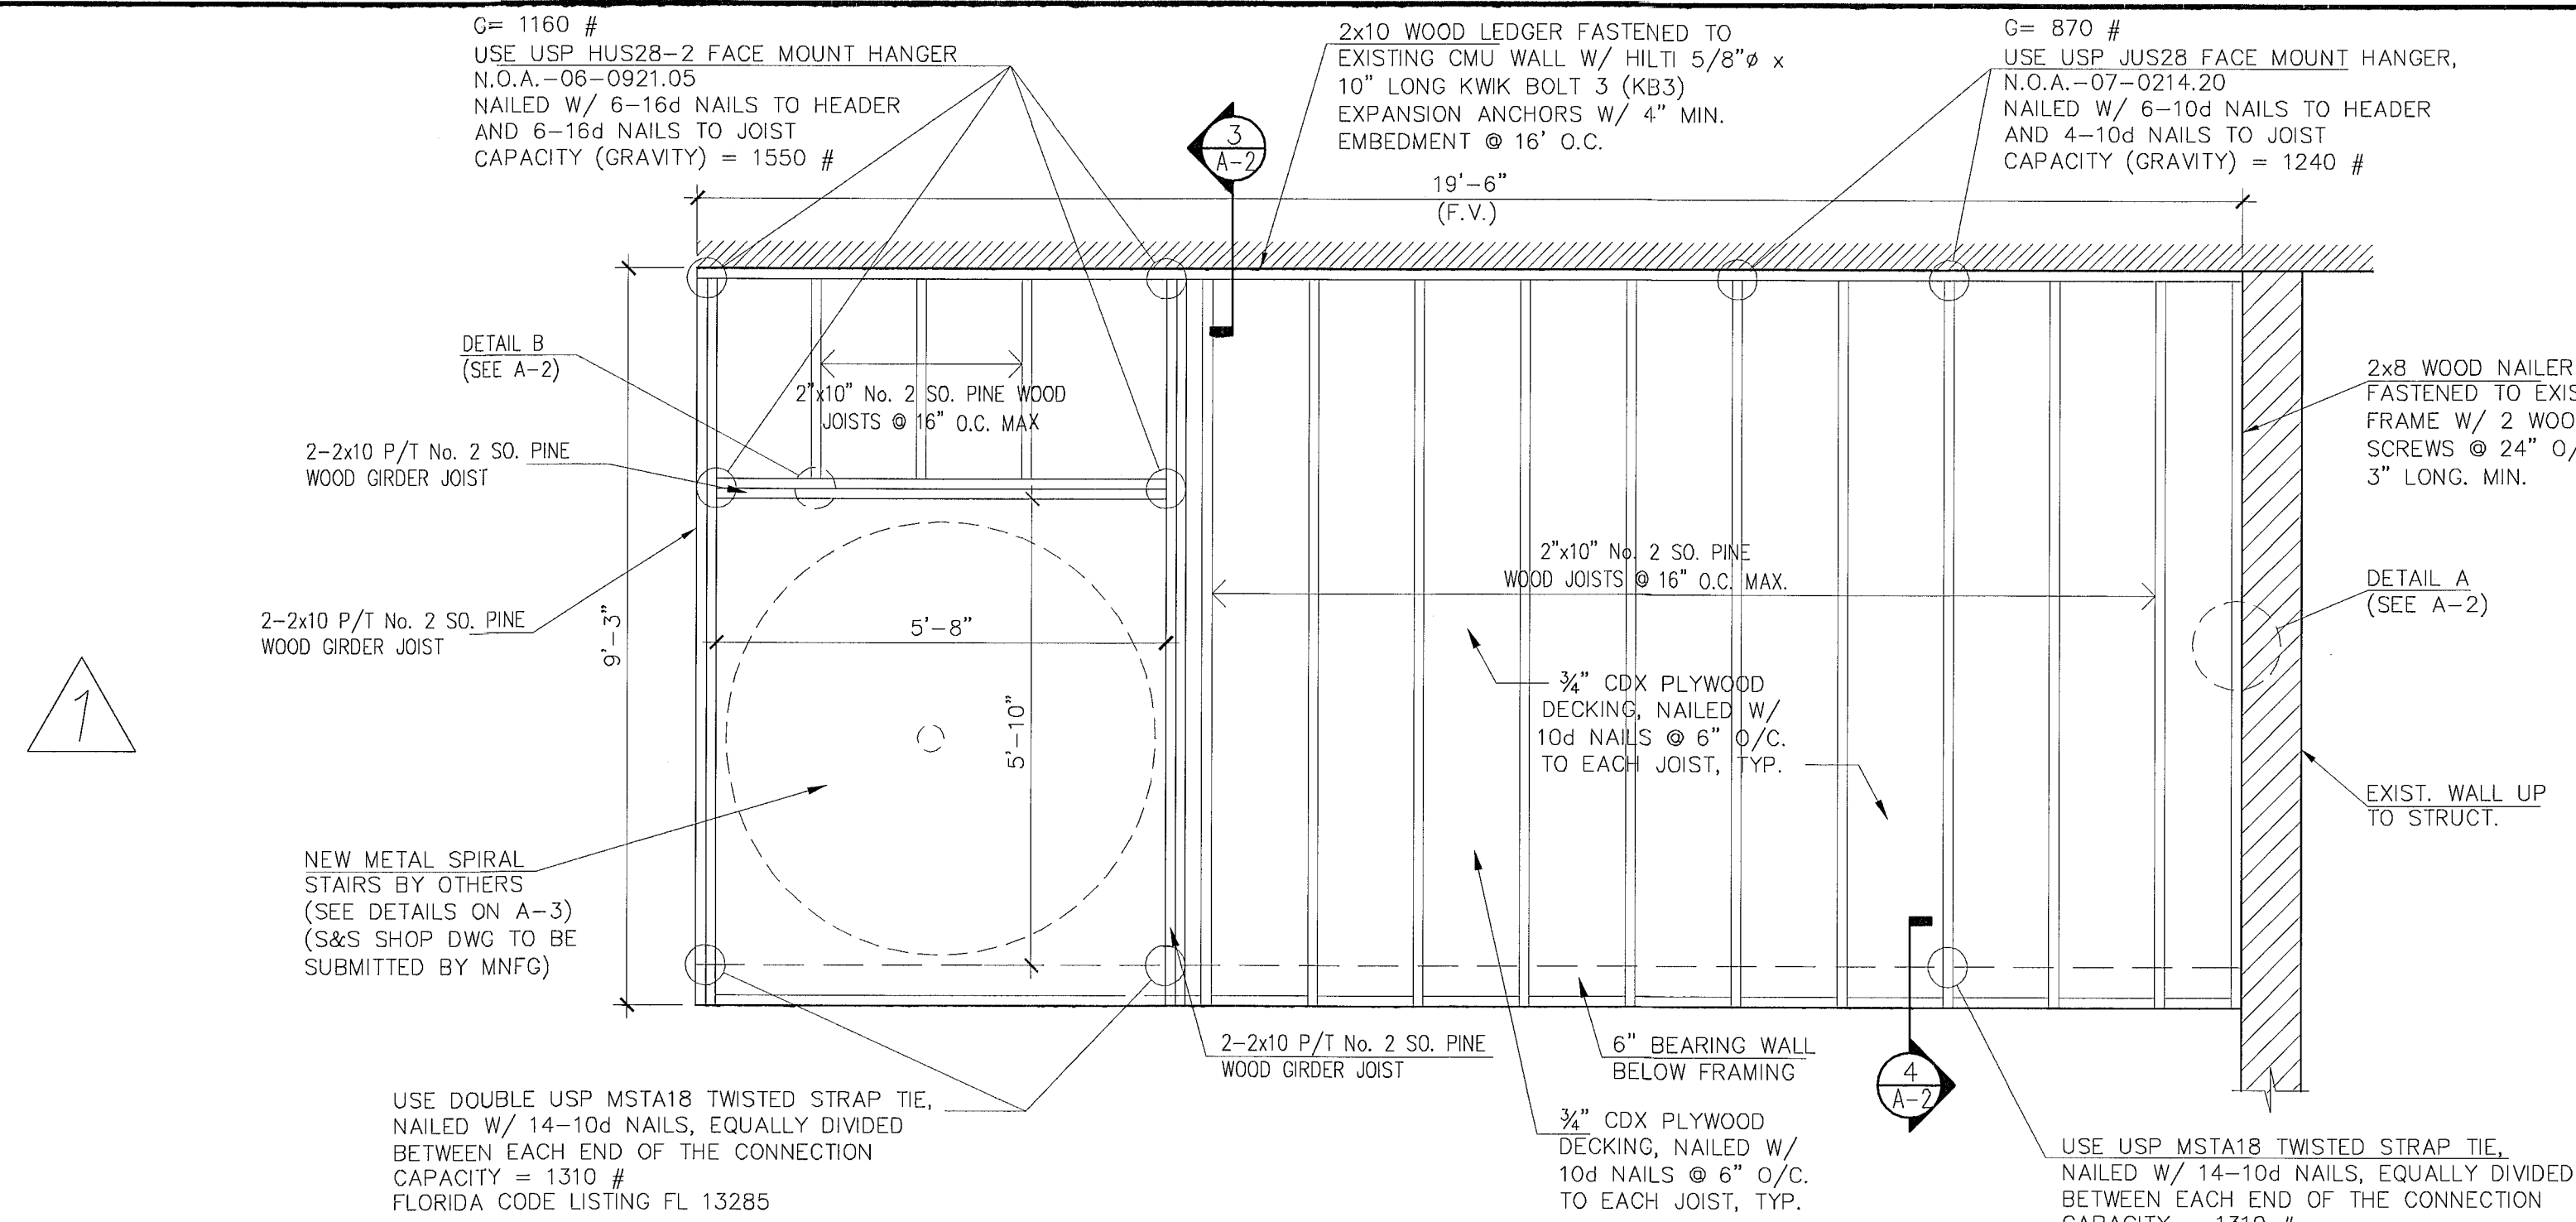 G= 1160 #
USE USP HUS28-2 FACE MOUNT HANGER
N.O.A.-06-0921.05
NAILED W/ 6-16d NAILS TO HEADER
AND 6-16d NAILS TO JOIST
CAPACITY (GRAVITY) = 1550 #
3
A-2
2x10 WOOD LEDGER FASTENED TO
EXISTING CMU WALL W/ HILTI 5/8"ø x
10" LONG KWIK BOLT 3 (KB3)
EXPANSION ANCHORS W/ 4" MIN.
EMBEDMENT @ 16' O.C.
G= 870 #
USE USP JUS28 FACE MOUNT HANGER,
N.O.A.-07-0214.20
NAILED W/ 6-10d NAILS TO HEADER
AND 4-10d NAILS TO JOIST
CAPACITY (GRAVITY) = 1240 #
19'-6"
(F.V.)
DETAIL B
(SEE A-2)
2"x10" No. 2 SO. PINE WOOD
JOISTS @ 16" O.C. MAX
2x8 WOOD NAILER
FASTENED TO
FRAME W/ 2
SCREWS @ 24"
3" LONG. MIN.
2-2x10 P/T No. 2 SO. PINE
WOOD GIRDER JOIST
2"x10" No. 2 SO. PINE
WOOD JOISTS @ 16" O.C. MAX.
DETAIL A
(SEE A-2)
2-2x10 P/T No. 2 SO. PINE
WOOD GIRDER JOIST
9'-3"
5'-8"
5'-10"
1
¾" CDX PLYWOOD
DECKING, NAILED W/
10d NAILS @ 6" O/C.
TO EACH JOIST, TYP.
EXIST. WALL UP
TO STRUCT.
NEW METAL SPIRAL
STAIRS BY OTHERS
(SEE DETAILS ON A-3)
(S&S SHOP DWG TO BE
SUBMITTED BY MNFG)
2-2x10 P/T No. 2 SO. PINE
WOOD GIRDER JOIST
6" BEARING WALL
BELOW FRAMING
4
A-2
USE DOUBLE USP MSTA18 TWISTED STRAP TIE,
NAILED W/ 14-10d NAILS, EQUALLY DIVIDED
BETWEEN EACH END OF THE CONNECTION
CAPACITY = 1310 #
FLORIDA CODE LISTING FL 13285
¾" CDX PLYWOOD
DECKING, NAILED W/
10d NAILS @ 6" O/C.
TO EACH JOIST, TYP.
USE USP MSTA18 TWISTED STRAP TIE,
NAILED W/ 14-10d NAILS, EQUALLY DIVIDED
BETWEEN EACH END OF THE CONNECTION
CAPACITY = 1310 #